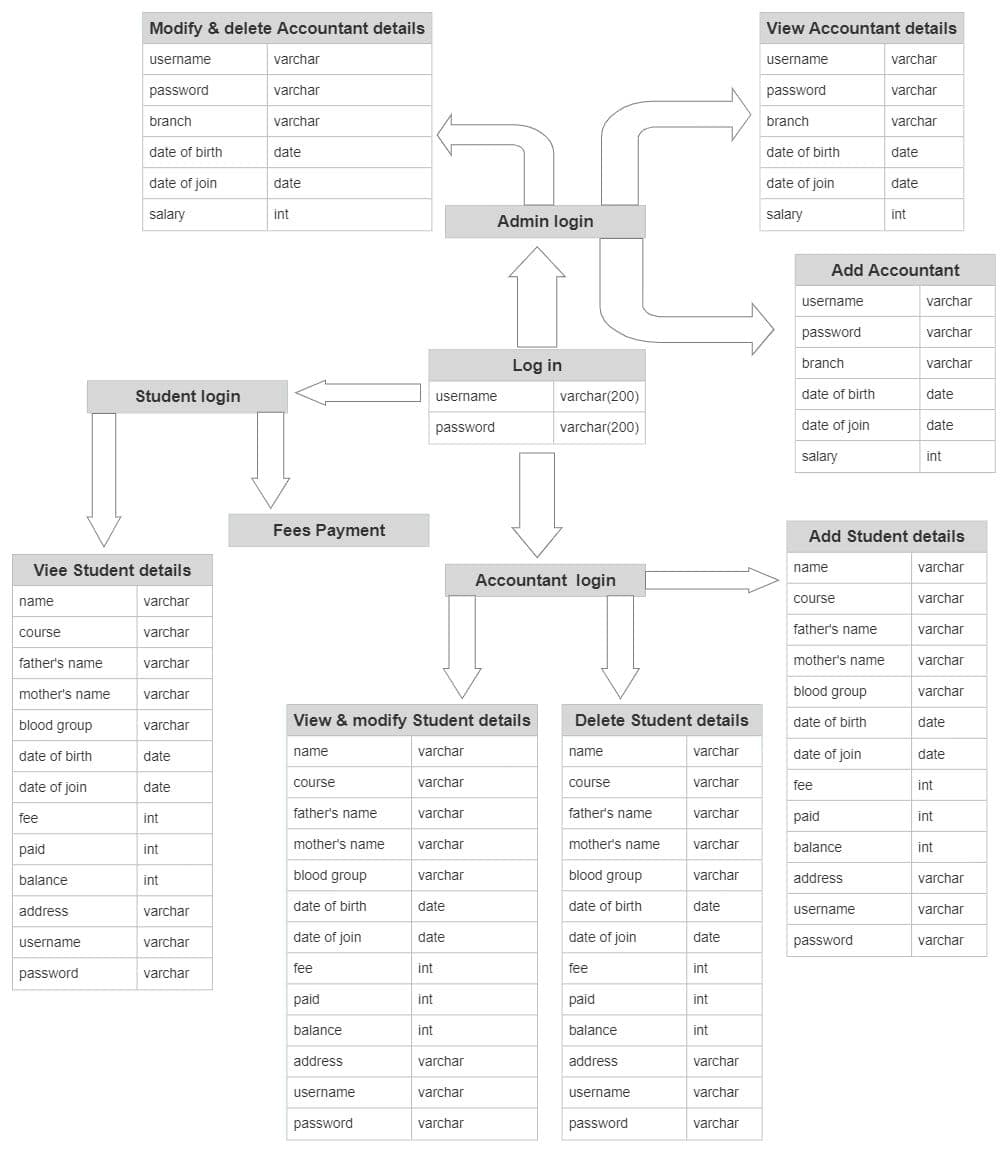 Modify & delete Accountant details
username varchar
password varchar
branch varchar
date of birth date
date of join date
salary int
View Accountant details
username varchar
password varchar
branch varchar
date of birth date
date of join date
salary int
Admin login
Add Accountant
username varchar
password varchar
branch varchar
date of birth date
date of join date
salary int
Log in
username varchar(200)
password varchar(200)
Student login
Fees Payment
Accountant login
Viee Student details
name varchar
course varchar
father's name varchar
mother's name varchar
blood group varchar
date of birth date
date of join date
fee int
paid int
balance int
address varchar
username varchar
password varchar
View & modify Student details
name varchar
course varchar
father's name varchar
mother's name varchar
blood group varchar
date of birth date
date of join date
fee int
paid int
balance int
address varchar
username varchar
password varchar
Delete Student details
name varchar
course varchar
father's name varchar
mother's name varchar
blood group varchar
date of birth date
date of join date
fee int
paid int
balance int
address varchar
username varchar
password varchar
Add Student details
name varchar
course varchar
father's name varchar
mother's name varchar
blood group varchar
date of birth date
date of join date
fee int
paid int
balance int
address varchar
username varchar
password varchar